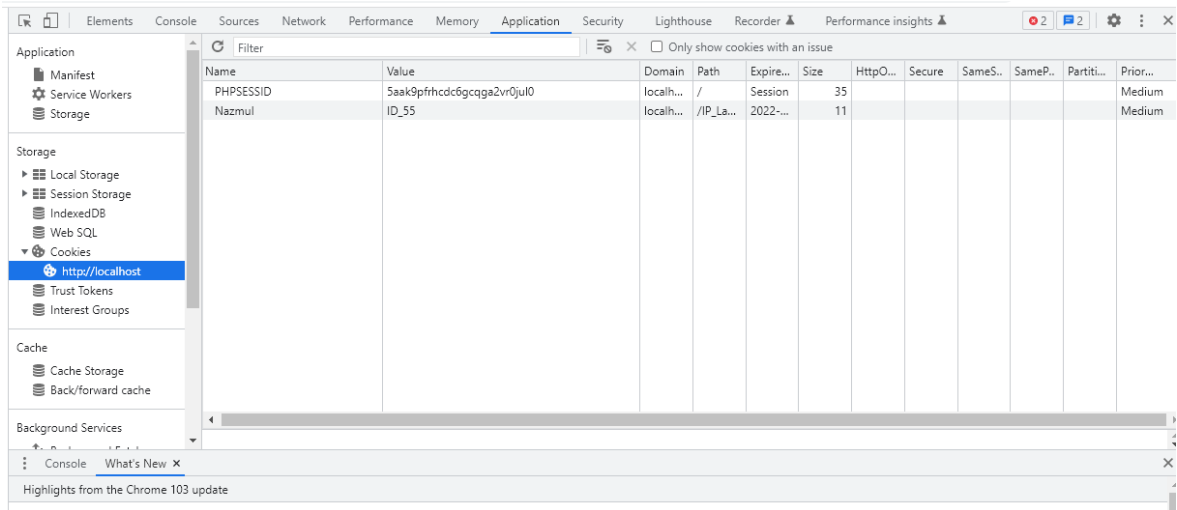 Elements Console Sources Network Performance Memory Application Security Lighthouse Recorder Performance insights 2 2
Application
Manifest
Service Workers
Storage
Storage
Local Storage
Session Storage
IndexedDB
Web SQL
Cookies
http://localhost
Trust Tokens
Interest Groups
Cache
Cache Storage
Back/forward cache
Background Services
Filter Only show cookies with an issue
Name Value Domain Path Expire... Size HttpO... Secure SameS... SameP... Partiti... Prior...
PHPSESSID 5aak9pfrhcdc6gcqga2vr0jul0 localh... / Session 35 Medium
Nazmul ID_55 localh... /IP_La... 2022-... 11 Medium
Console What's New
Highlights from the Chrome 103 update